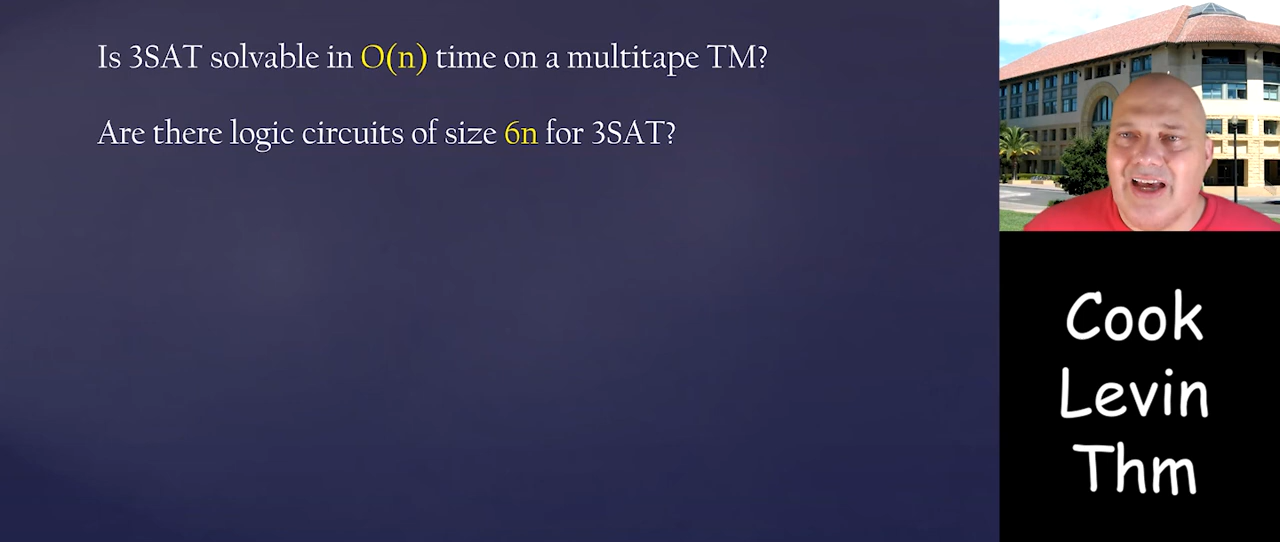 Is 3SAT solvable in O(n) time on a multitape TM?
Are there logic circuits of size 6n for 3SAT?
Cook
Levin
Thm